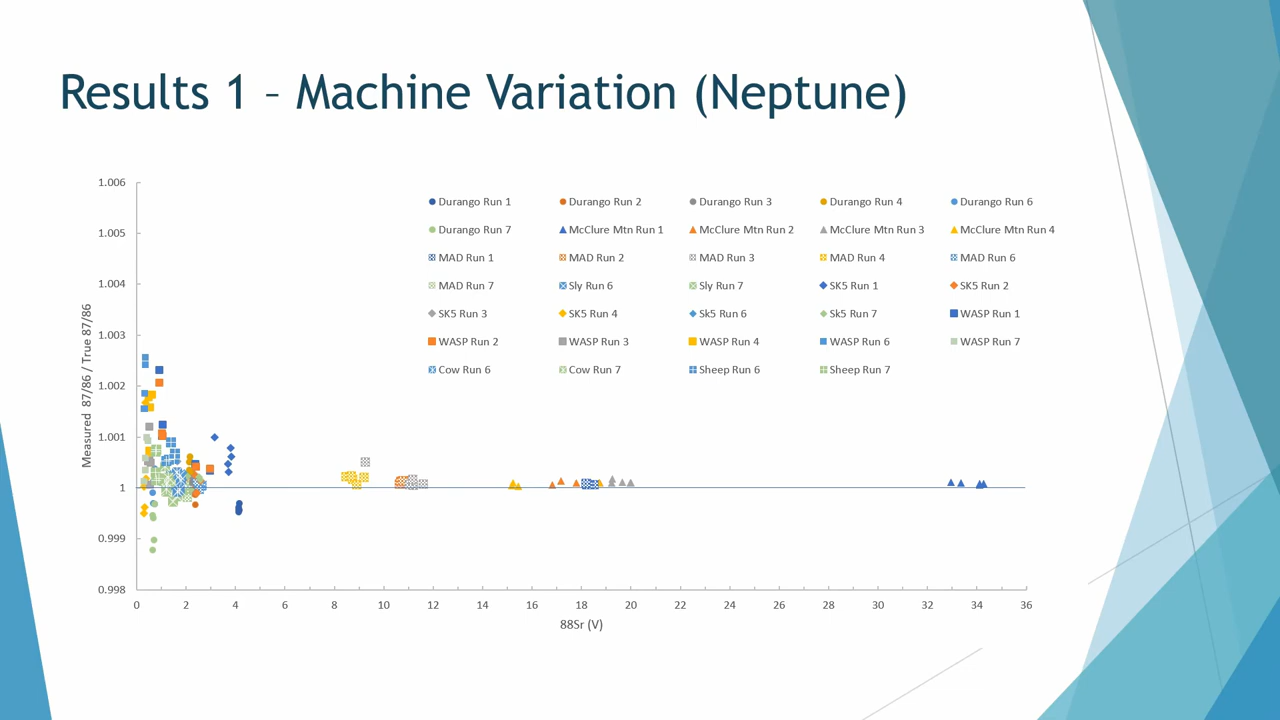 Results 1 – Machine Variation (Neptune)
1.006
1.005
1.004
1.003
1.002
1.001
1
0.999
0.998
Measured 87/86 / True 87/86
Durango Run 1 Durango Run 2 Durango Run 3 Durango Run 4 Durango Run 6
Durango Run 7 McClure Mtn Run 1 McClure Mtn Run 2 McClure Mtn Run 3 McClure Mtn Run 4
MAD Run 1 MAD Run 2 MAD Run 3 MAD Run 4 MAD Run 6
MAD Run 7 Sly Run 6 Sly Run 7 SK5 Run 1 SK5 Run 2
SK5 Run 3 SK5 Run 4 Sk5 Run 6 Sk5 Run 7 WASP Run 1
WASP Run 2 WASP Run 3 WASP Run 4 WASP Run 6 WASP Run 7
Cow Run 6 Cow Run 7 Sheep Run 6 Sheep Run 7
0 2 4 6 8 10 12 14 16 18 20 22 24 26 28 30 32 34 36
88Sr (V)